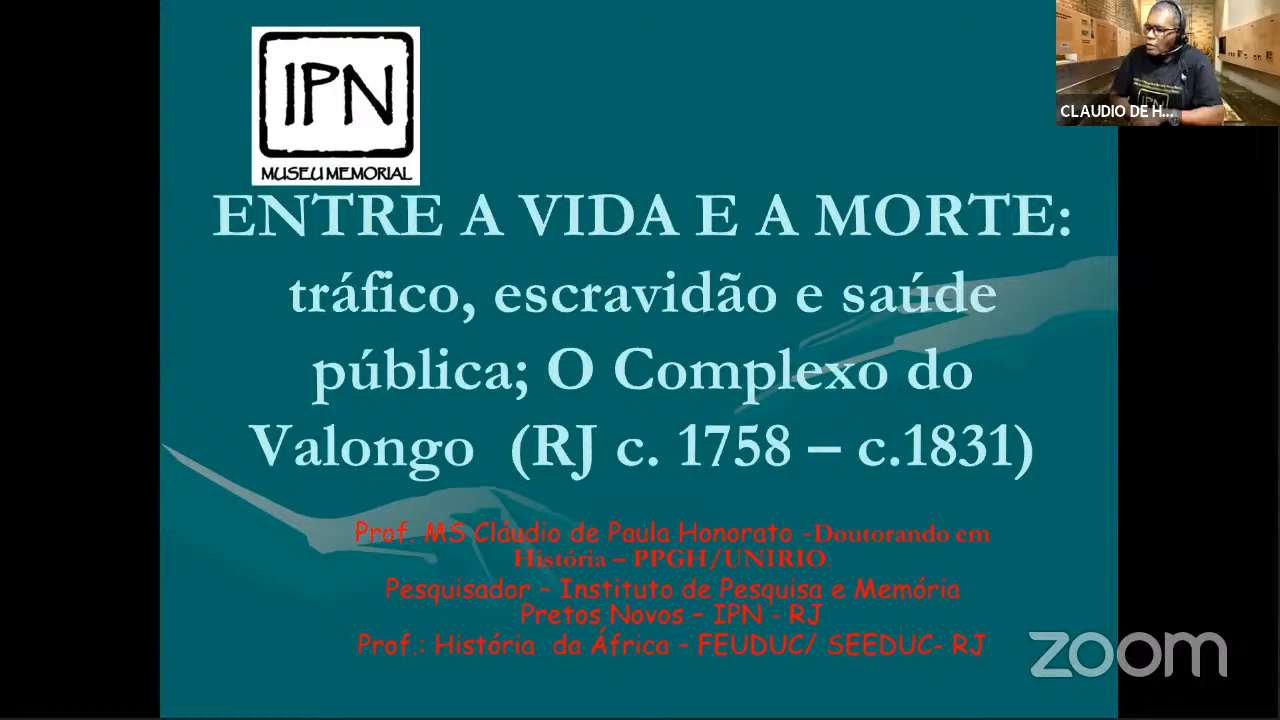 IPN
MUSEU MEMORIAL
CLAUDIO DE H...
ENTRE A VIDA E A MORTE:
tráfico, escravidão e saúde
pública; O Complexo do
Valongo (RJ c. 1758 – c.1831)
Prof. MS Cláudio de Paula Honorato -Doutorando em
História – PPGH/UNIRIO.
Pesquisador – Instituto de Pesquisa e Memória
Pretos Novos – IPN - RJ
Prof.: História da África – FEUDUC/ SEEDUC- RJ
zoom